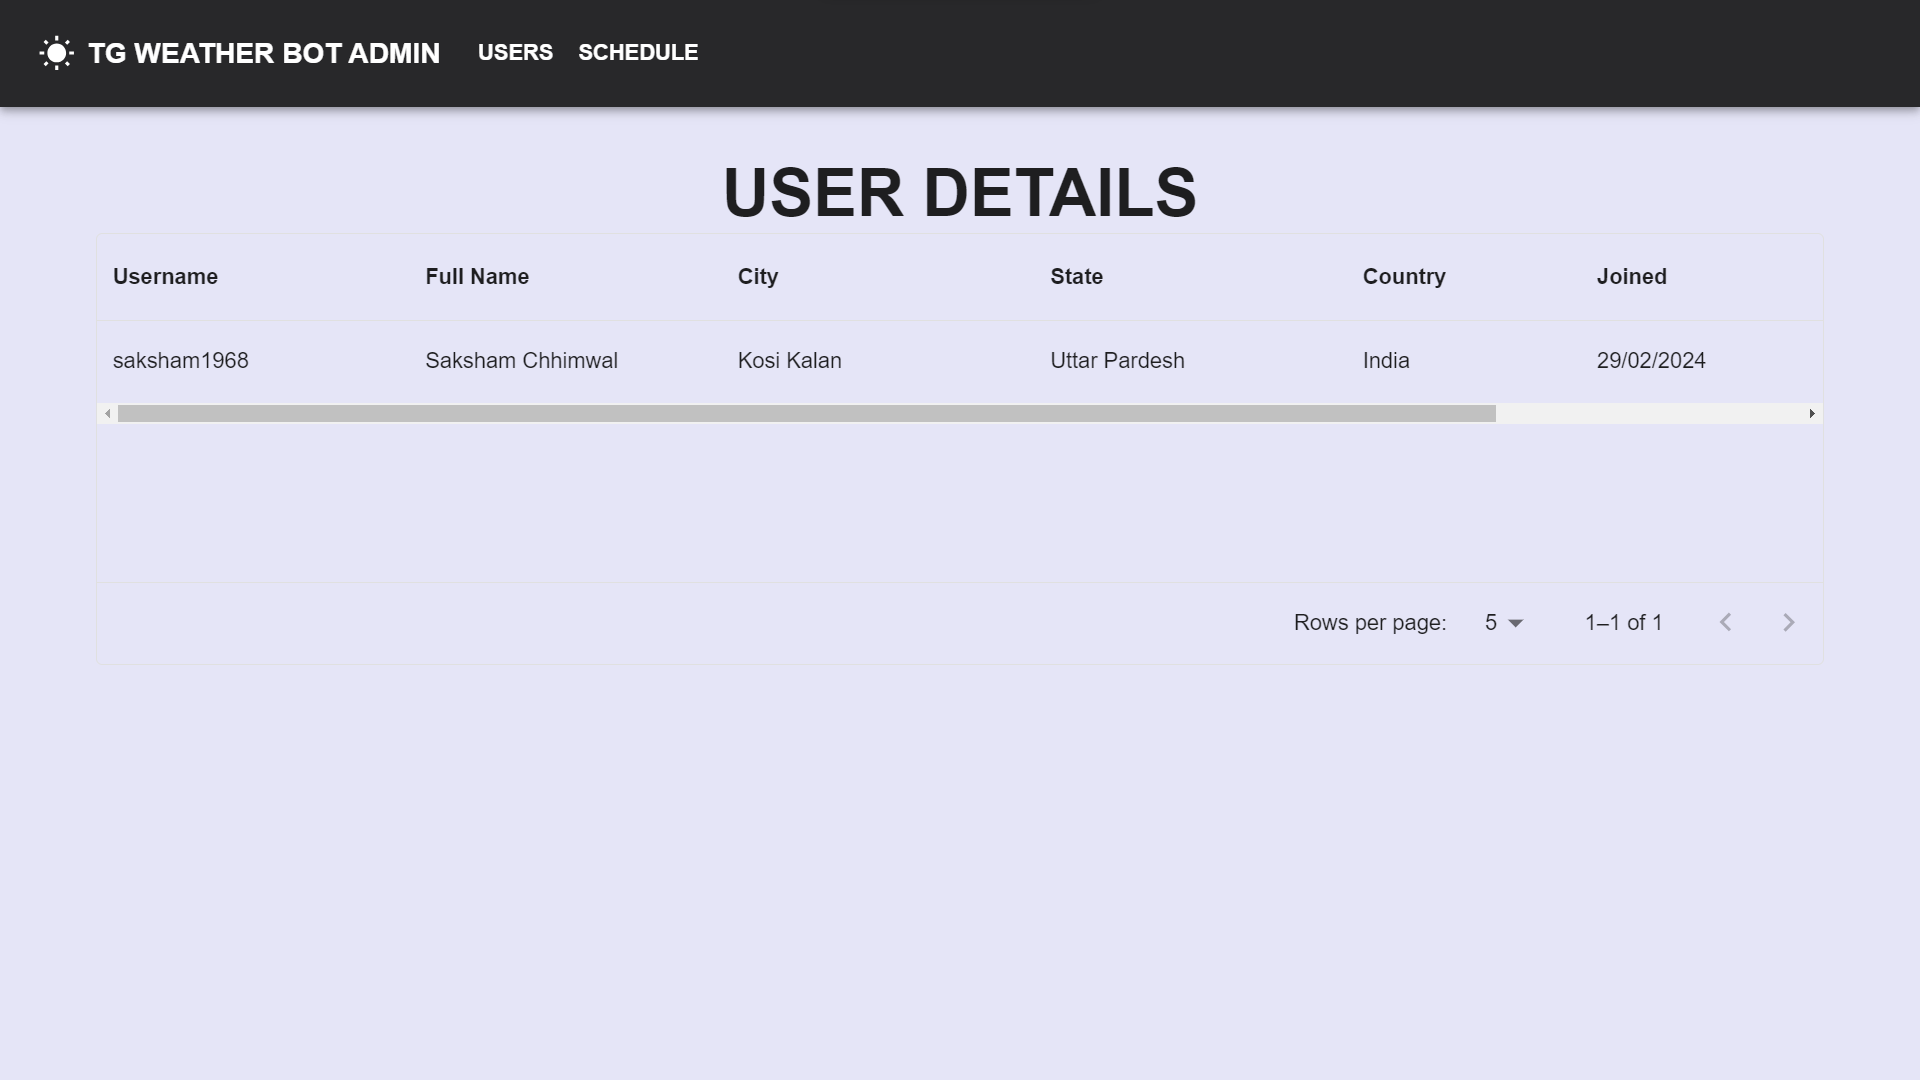 TG WEATHER BOT ADMIN USERS SCHEDULE
USER DETAILS
Username Full Name City State Country Joined
saksham1968 Saksham Chhimwal Kosi Kalan Uttar Pardesh India 29/02/2024
Rows per page: 5 1–1 of 1